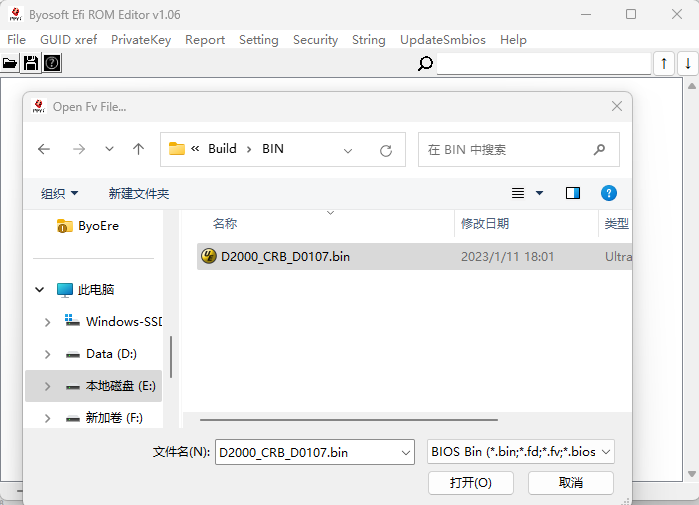 Byosoft Efi ROM Editor v1.06
File GUID xref PrivateKey Report Setting Security String UpdateSmbios Help
Open Fv File...
« Build › BIN
在 BIN 中搜索
组织 新建文件夹
名称 修改日期 类型
ByoEre
D2000_CRB_D0107.bin 2023/1/11 18:01 Ultra
此电脑
Windows-SSD
Data (D:)
本地磁盘 (E:)
新加卷 (F:)
文件名(N): D2000_CRB_D0107.bin BIOS Bin (*.bin;*.fd;*.fv;*.bios
打开(O) 取消